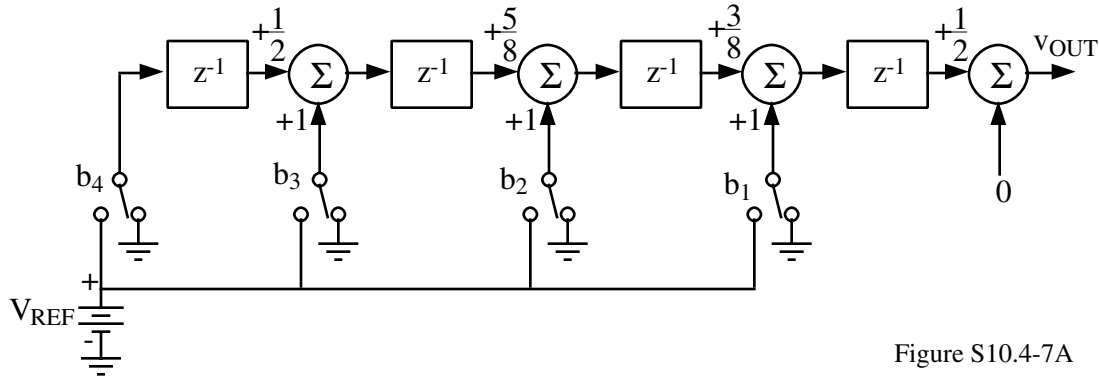 +1/2 +5/8 +3/8 +1/2 vOUT
z-1 Σ z-1 Σ z-1 Σ z-1 Σ
+1 +1 +1
b4 b3 b2 b1 0
+
VREF
-
Figure S10.4-7A